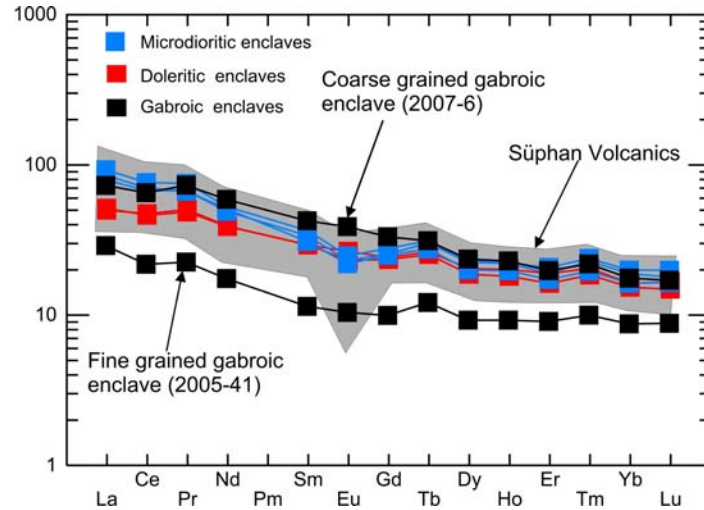 1000
Microdioritic enclaves
Doleritic enclaves
Gabroic enclaves
Coarse grained gabroic
enclave (2007-6)
Süphan Volcanics
100
10
Fine grained gabroic
enclave (2005-41)
1
La Ce Pr Nd Pm Sm Eu Gd Tb Dy Ho Er Tm Yb Lu